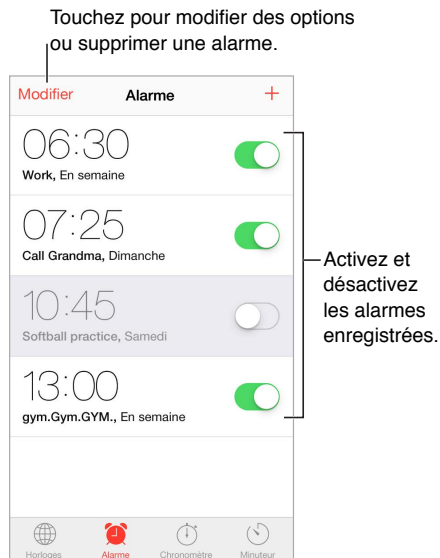 Touchez pour modifier des options
ou supprimer une alarme.
Modifier Alarme +
06:30
Work, En semaine
07:25
Call Grandma, Dimanche
10:45
Softball practice, Samedi
13:00
gym.Gym.GYM., En semaine
Activez et
désactivez
les alarmes
enregistrées.
Horloges Alarme Chronomètre Minuteur